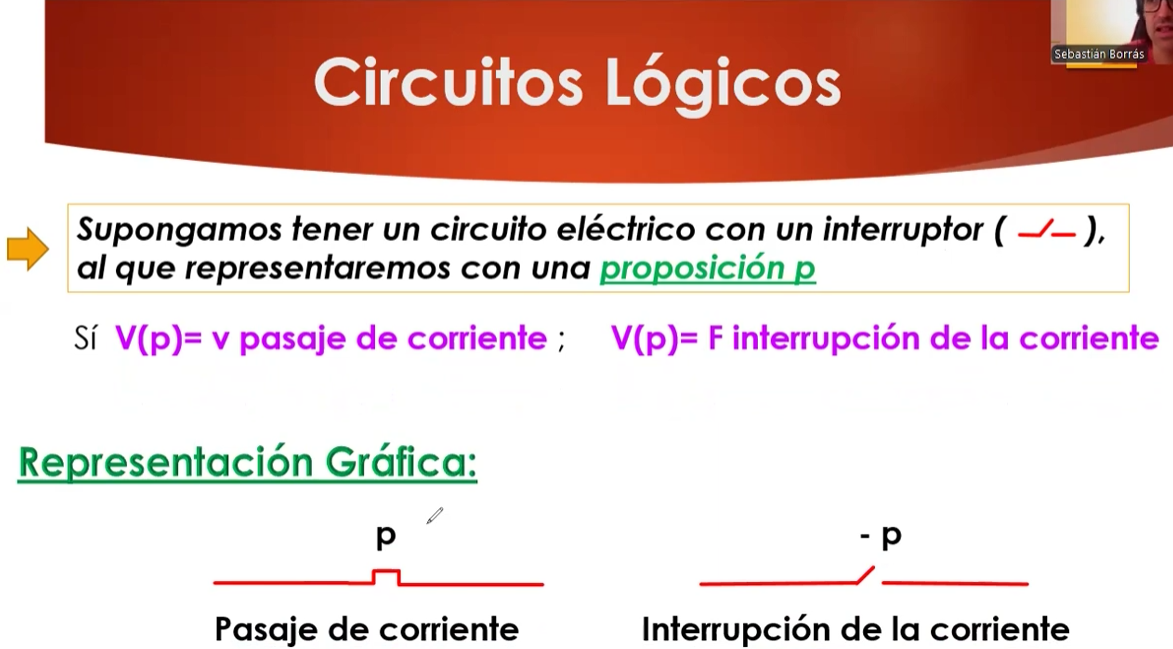 Circuitos Lógicos
Sebastián Borrás
Supongamos tener un circuito eléctrico con un interruptor ( ),
al que representaremos con una proposición p
Sí V(p)= v pasaje de corriente ; V(p)= F interrupción de la corriente
Representación Gráfica:
p
- p
Pasaje de corriente
Interrupción de la corriente